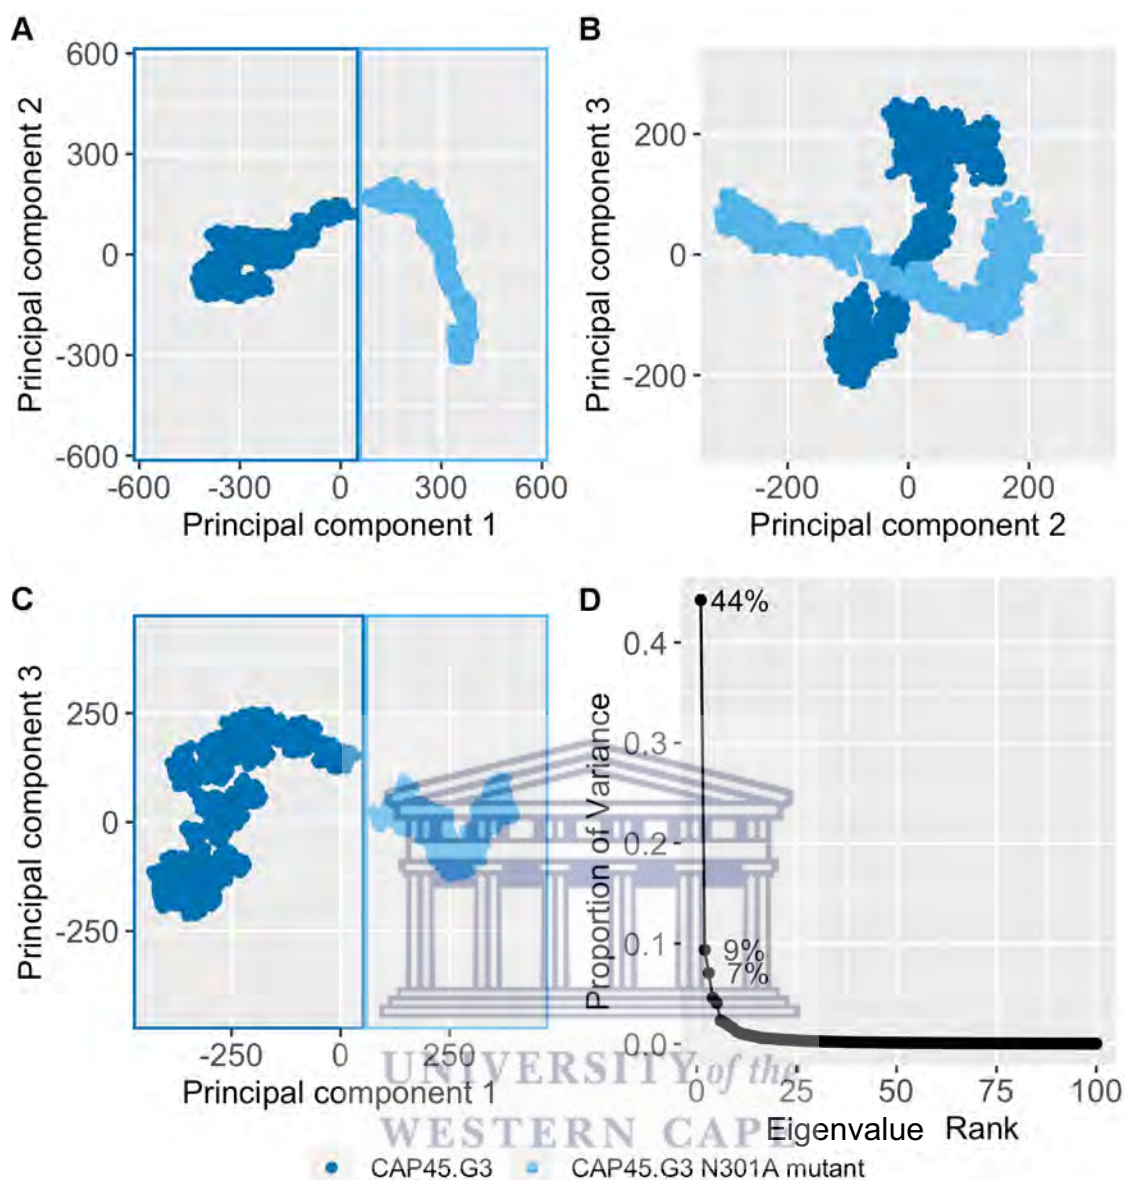 A
Principal component 2
600
300
0
-300
-600
-600 -300 0 300 600
Principal component 1
B
Principal component 3
200
0
-200
-200 0 200
Principal component 2
C
Principal component 3
250
0
-250
-250 0 250
Principal component 1
D
Proportion of Variance
0.4
0.3
0.2
0.1
0.0
44%
9%
7%
0 25 50 75 100
Eigenvalue Rank
UNIVERSITY of the
WESTERN CAPE
CAP45.G3 CAP45.G3 N301A mutant